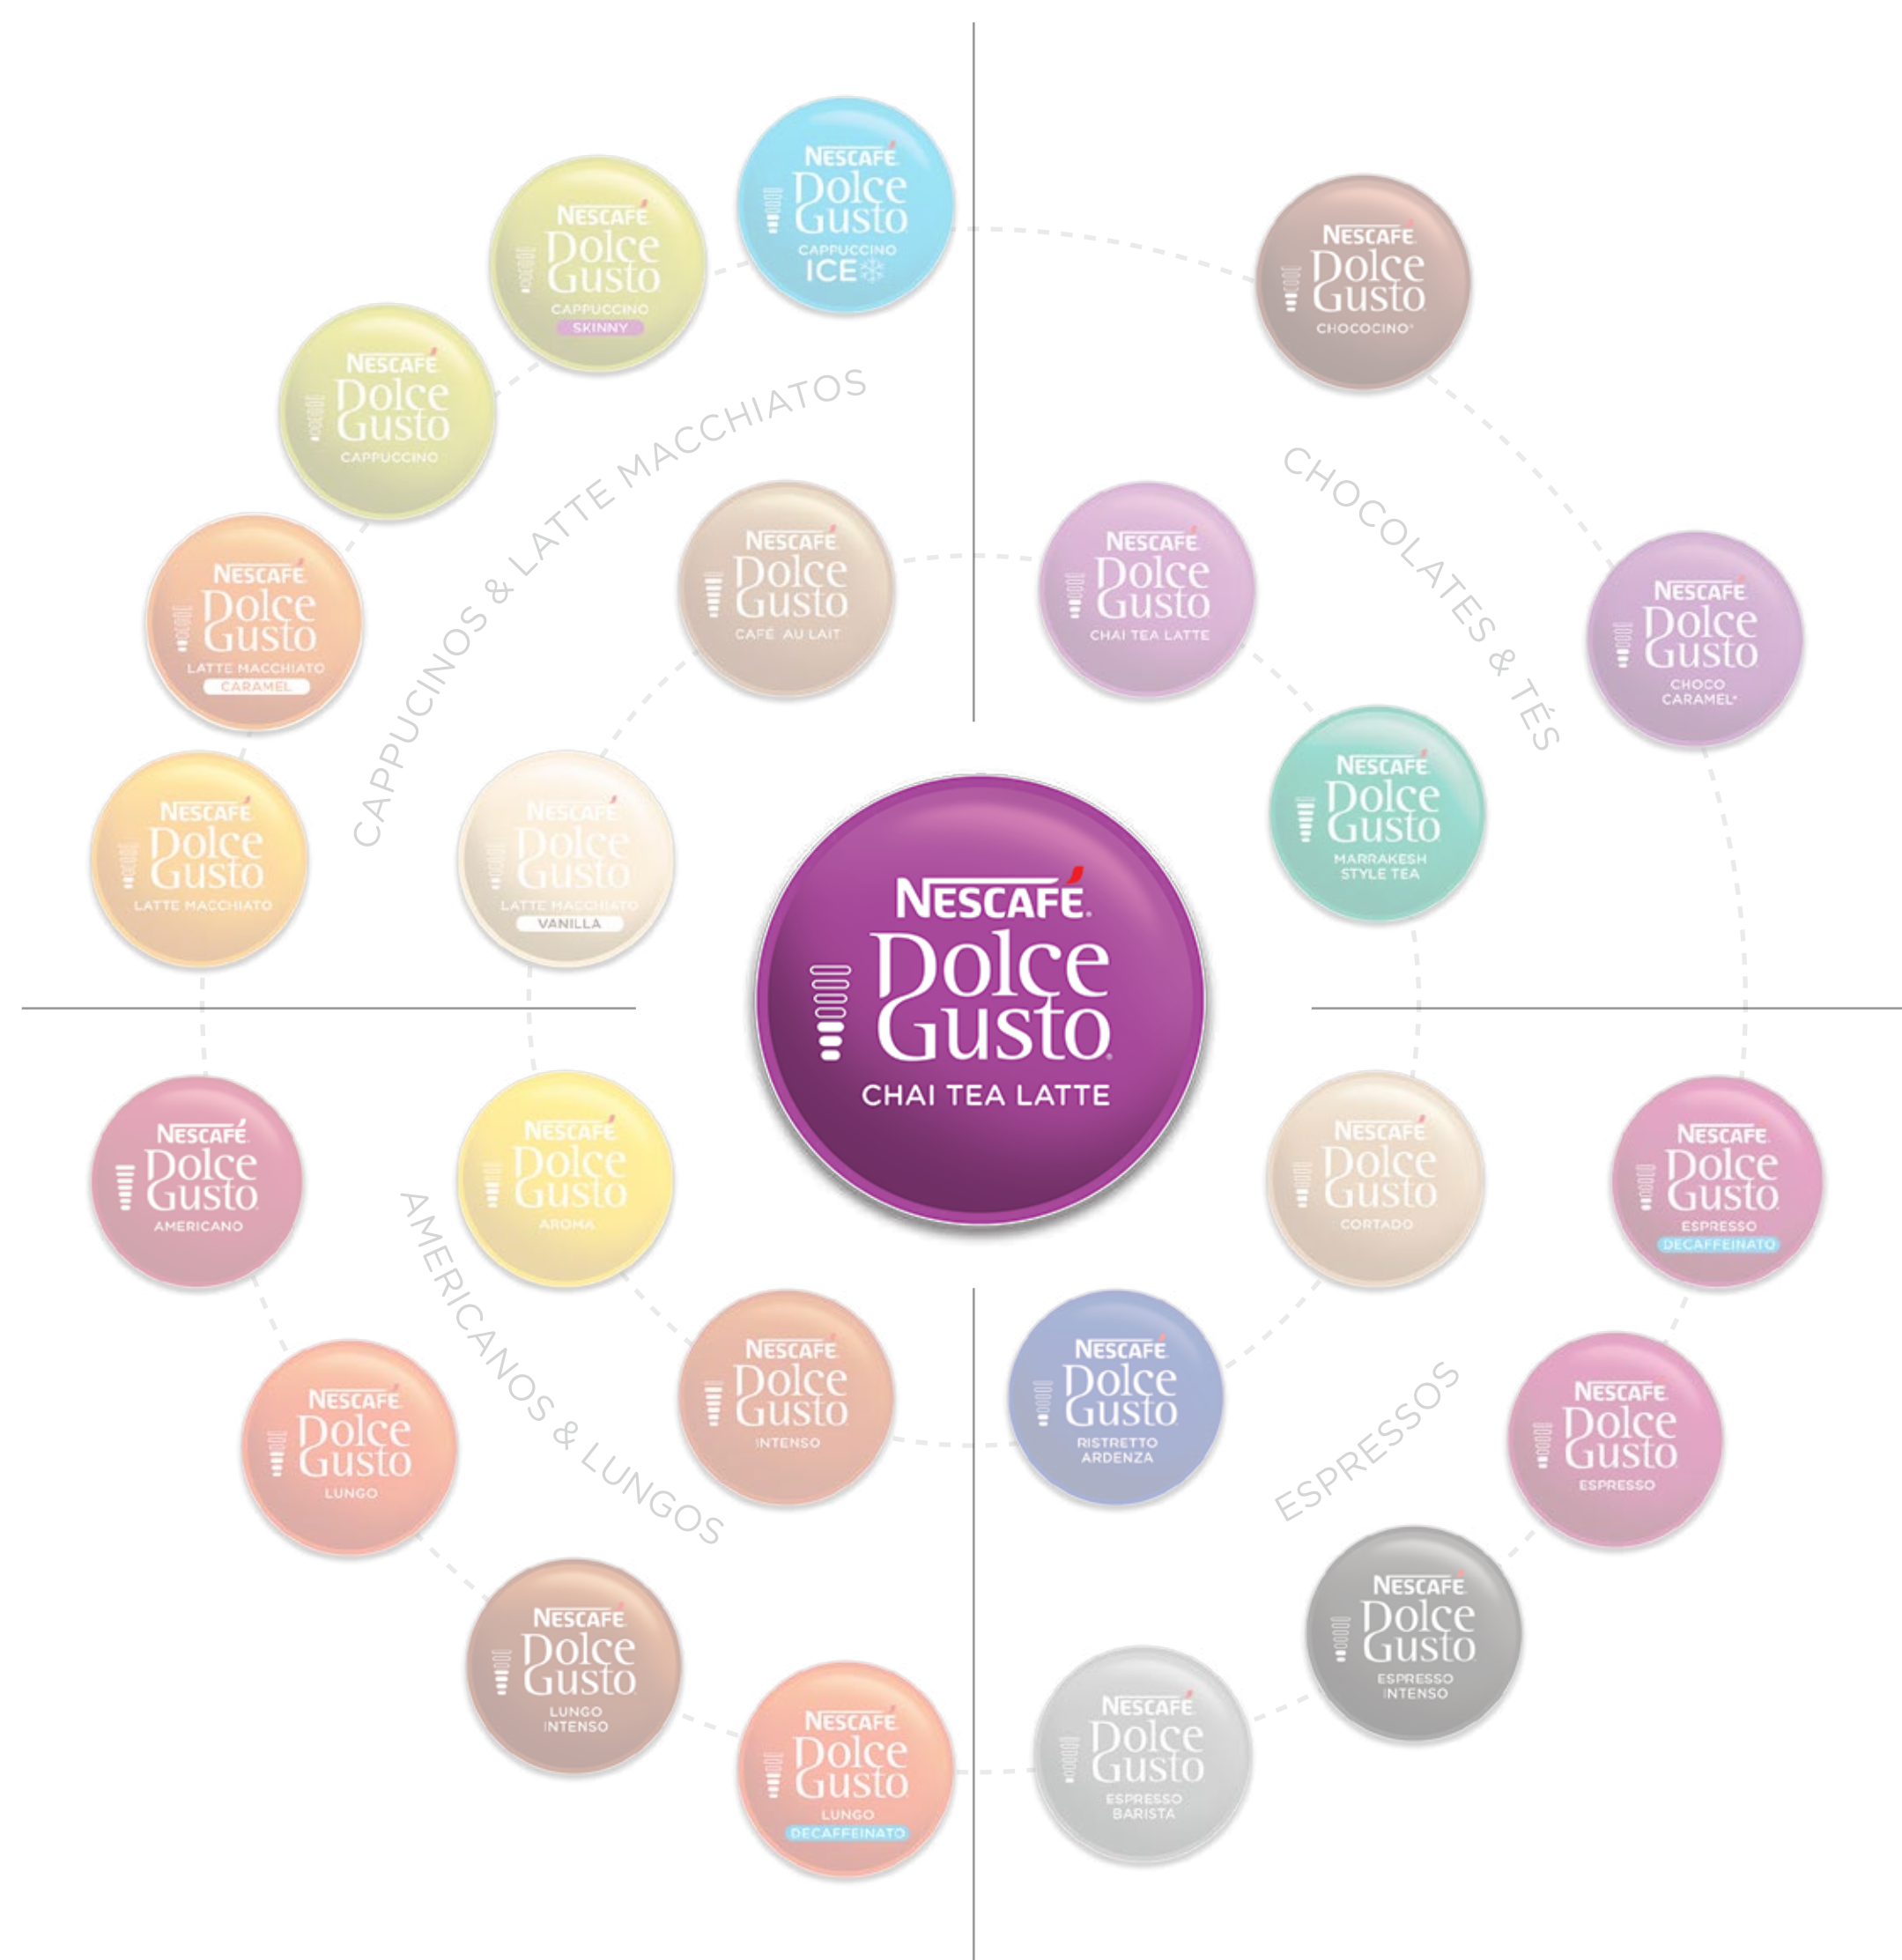 NESCAFÉ
Dolce
Gusto
CAPPUCCINO
ICE
NESCAFÉ
Dolce
Gusto
CAPPUCCINO
SKINNY
NESCAFÉ
Dolce
Gusto
CAPPUCCINO
NESCAFÉ
Dolce
Gusto
LATTE MACCHIATO
CARAMEL
NESCAFÉ
Dolce
Gusto
LATTE MACCHIATO
CAPPUCINOS & LATTE MACCHIATOS
NESCAFÉ
Dolce
Gusto
CAFÉ AU LAIT
NESCAFÉ
Dolce
Gusto
LATTE MACCHIATO
VANILLA
NESCAFÉ
Dolce
Gusto
CHOCOCINO*
NESCAFÉ
Dolce
Gusto
CHOCO
CARAMEL*
CHOCOLATES & TÉS
NESCAFÉ
Dolce
Gusto
CHAI TEA LATTE
NESCAFÉ
Dolce
Gusto
MARRAKESH
STYLE TEA
NESCAFÉ®
Dolce
Gusto®
CHAI TEA LATTE
NESCAFÉ
Dolce
Gusto
AMERICANO
NESCAFÉ
Dolce
Gusto
AROMA
AMERICANOS & LUNGOS
NESCAFÉ
Dolce
Gusto
LUNGO
NESCAFÉ
Dolce
Gusto
INTENSO
NESCAFÉ
Dolce
Gusto
LUNGO
INTENSO
NESCAFÉ
Dolce
Gusto
LUNGO
DECAFFEINATO
NESCAFÉ
Dolce
Gusto
CORTADO
NESCAFÉ
Dolce
Gusto
ESPRESSO
DECAFFEINATO
NESCAFÉ
Dolce
Gusto
RISTRETTO
ARDENZA
ESPRESSOS
NESCAFÉ
Dolce
Gusto
ESPRESSO
NESCAFÉ
Dolce
Gusto
ESPRESSO
INTENSO
NESCAFÉ
Dolce
Gusto
ESPRESSO
BARISTA